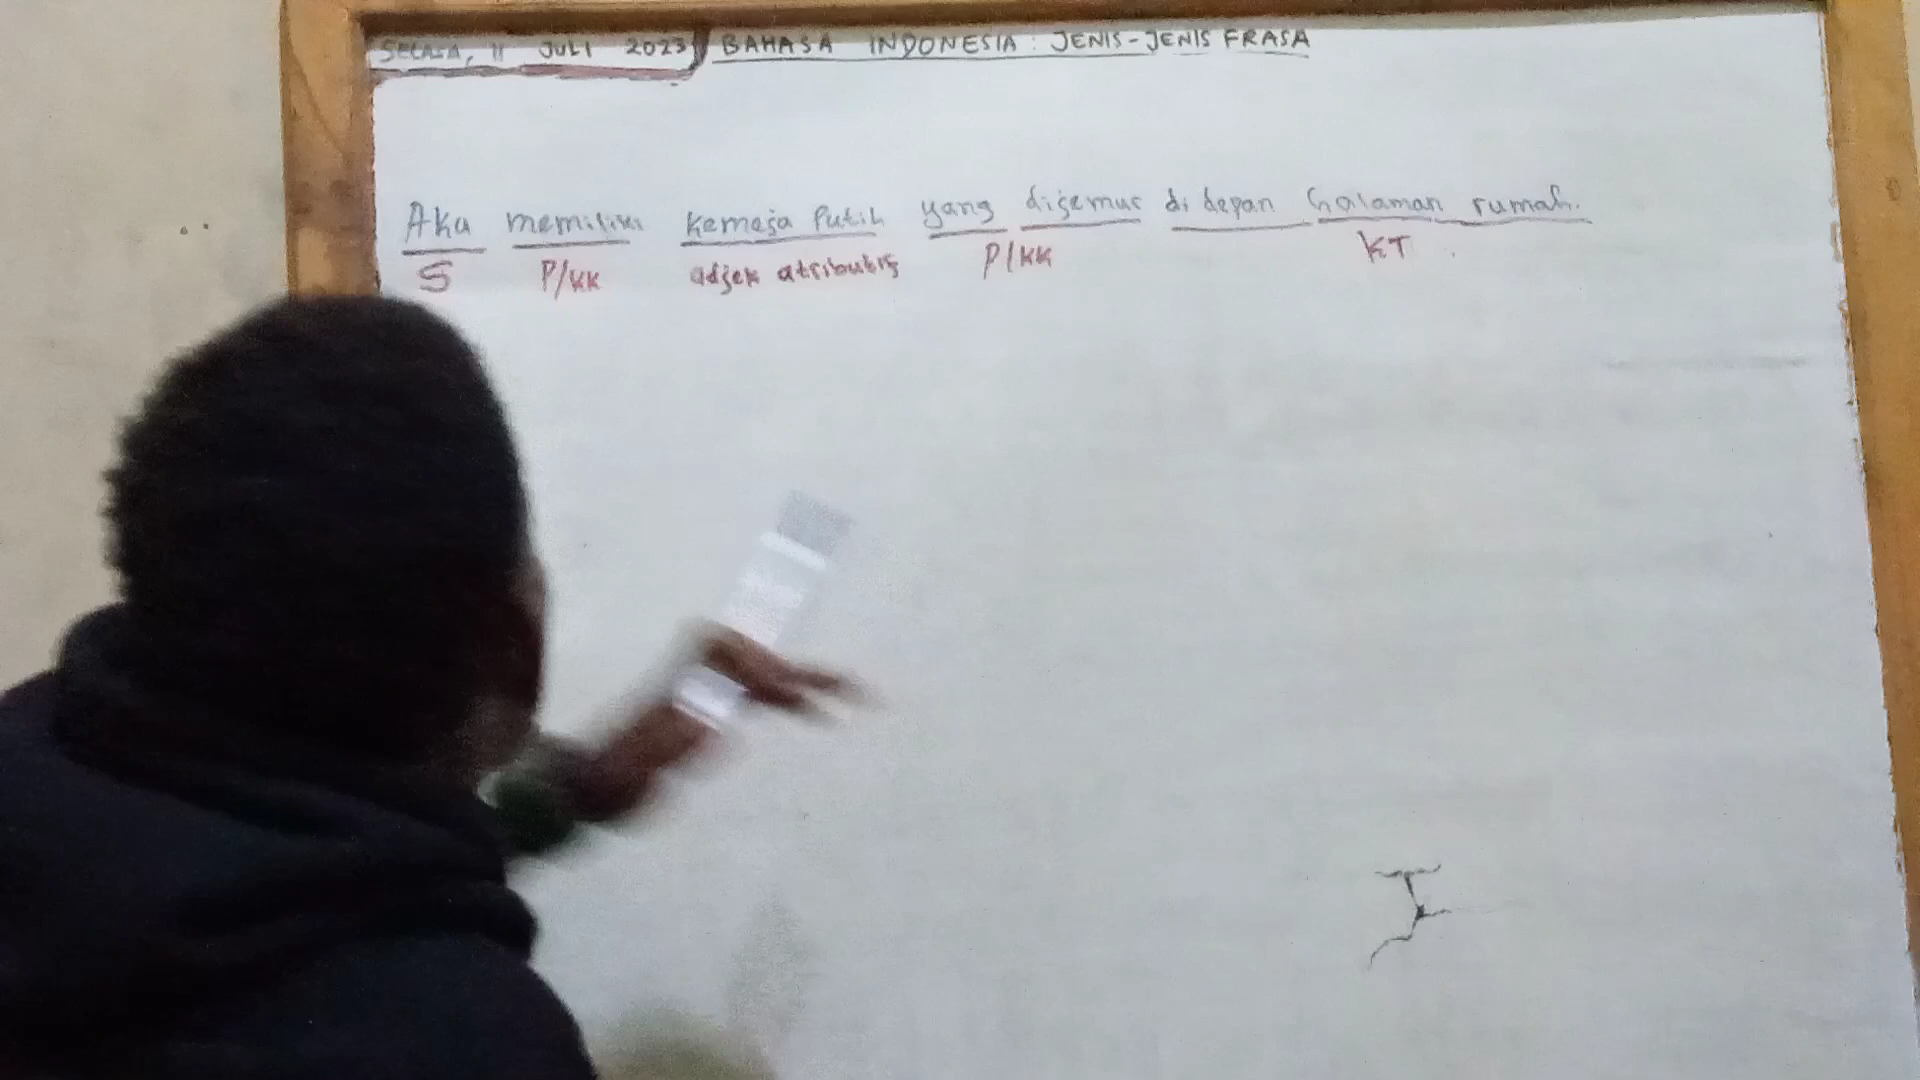 SELASA, 11 JULI 2023 BAHASA INDONESIA : JENIS-JENIS FRASA
Aku memiliki kemeja putih yang dijemur di depan halaman rumah.
S P/KK adjek atributif P/KK KT